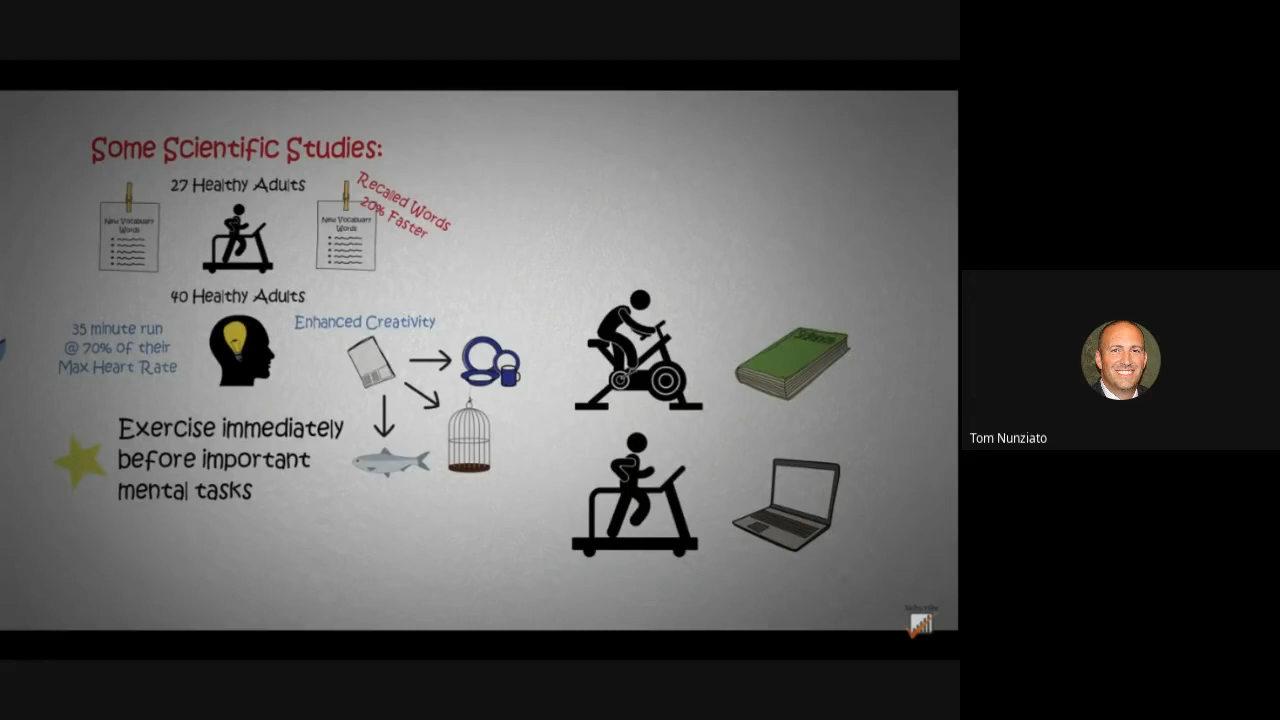 Some Scientific Studies:
27 Healthy Adults
New Vocabulary
Words
New Vocabulary
Words
Recalled Words
20% Faster
40 Healthy Adults
35 minute run
@ 70% of their
Max Heart Rate
Enhanced Creativity
Exercise immediately
before important
mental tasks
Tom Nunziato
Subscribe